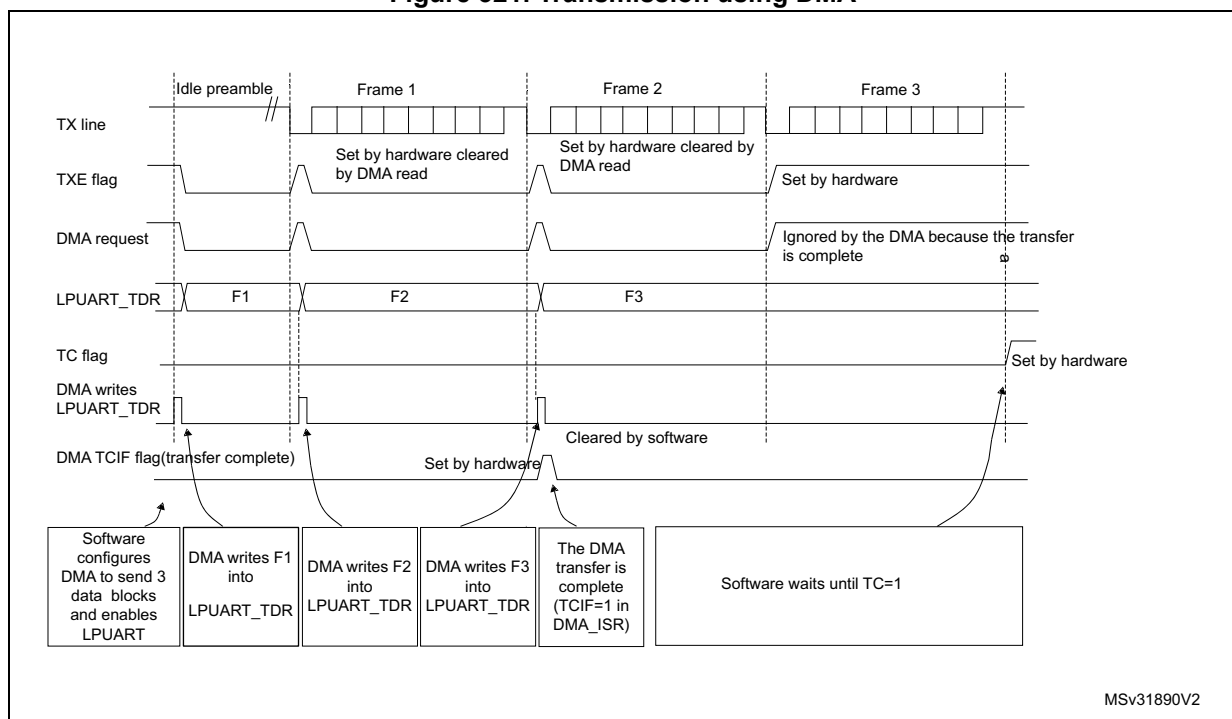 Figure 321. Transmission using DMA
Idle preamble
Frame 1
Frame 2
Frame 3
TX line
Set by hardware cleared
by DMA read
Set by hardware cleared by
DMA read
TXE flag
Set by hardware
DMA request
Ignored by the DMA because the transfer
is complete
a
LPUART_TDR
F1
F2
F3
TC flag
Set by hardware
DMA writes
LPUART_TDR
Cleared by software
DMA TCIF flag(transfer complete)
Set by hardware
Software
configures
DMA to send 3
data blocks
and enables
LPUART
DMA writes F1
into
LPUART_TDR
DMA writes F2
into
LPUART_TDR
DMA writes F3
into
LPUART_TDR
The DMA
transfer is
complete
(TCIF=1 in
DMA_ISR)
Software waits until TC=1
MSv31890V2